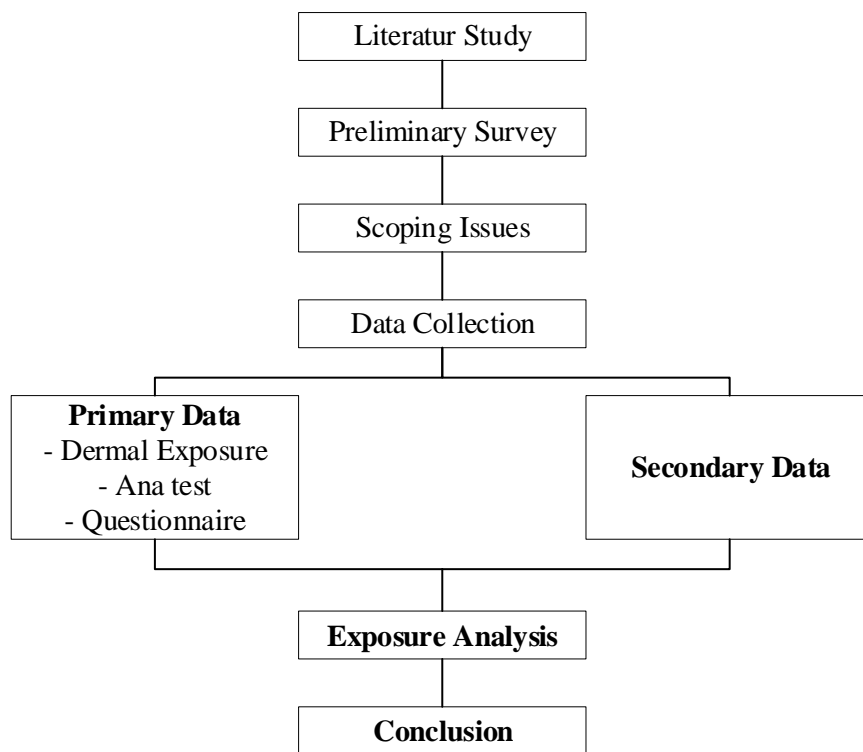 Literatur Study
Preliminary Survey
Scoping Issues
Data Collection
Primary Data
- Dermal Exposure
- Ana test
- Questionnaire
Secondary Data
Exposure Analysis
Conclusion